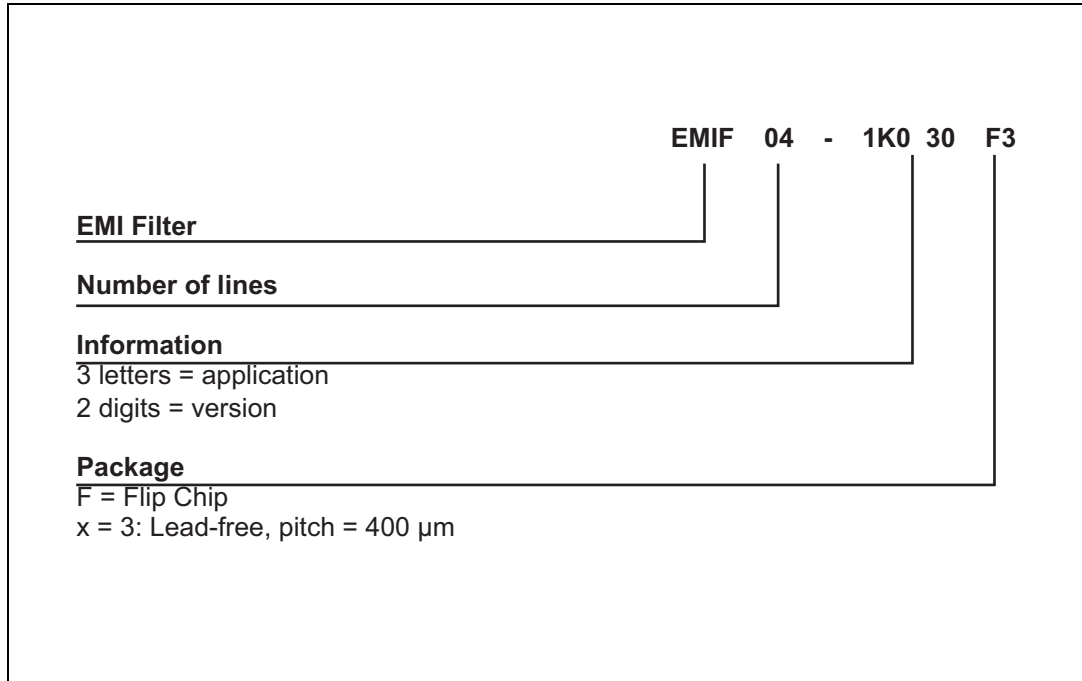 EMIF 04 - 1K0 30 F3
EMI Filter
Number of lines
Information
3 letters = application
2 digits = version
Package
F = Flip Chip
x = 3: Lead-free, pitch = 400 µm